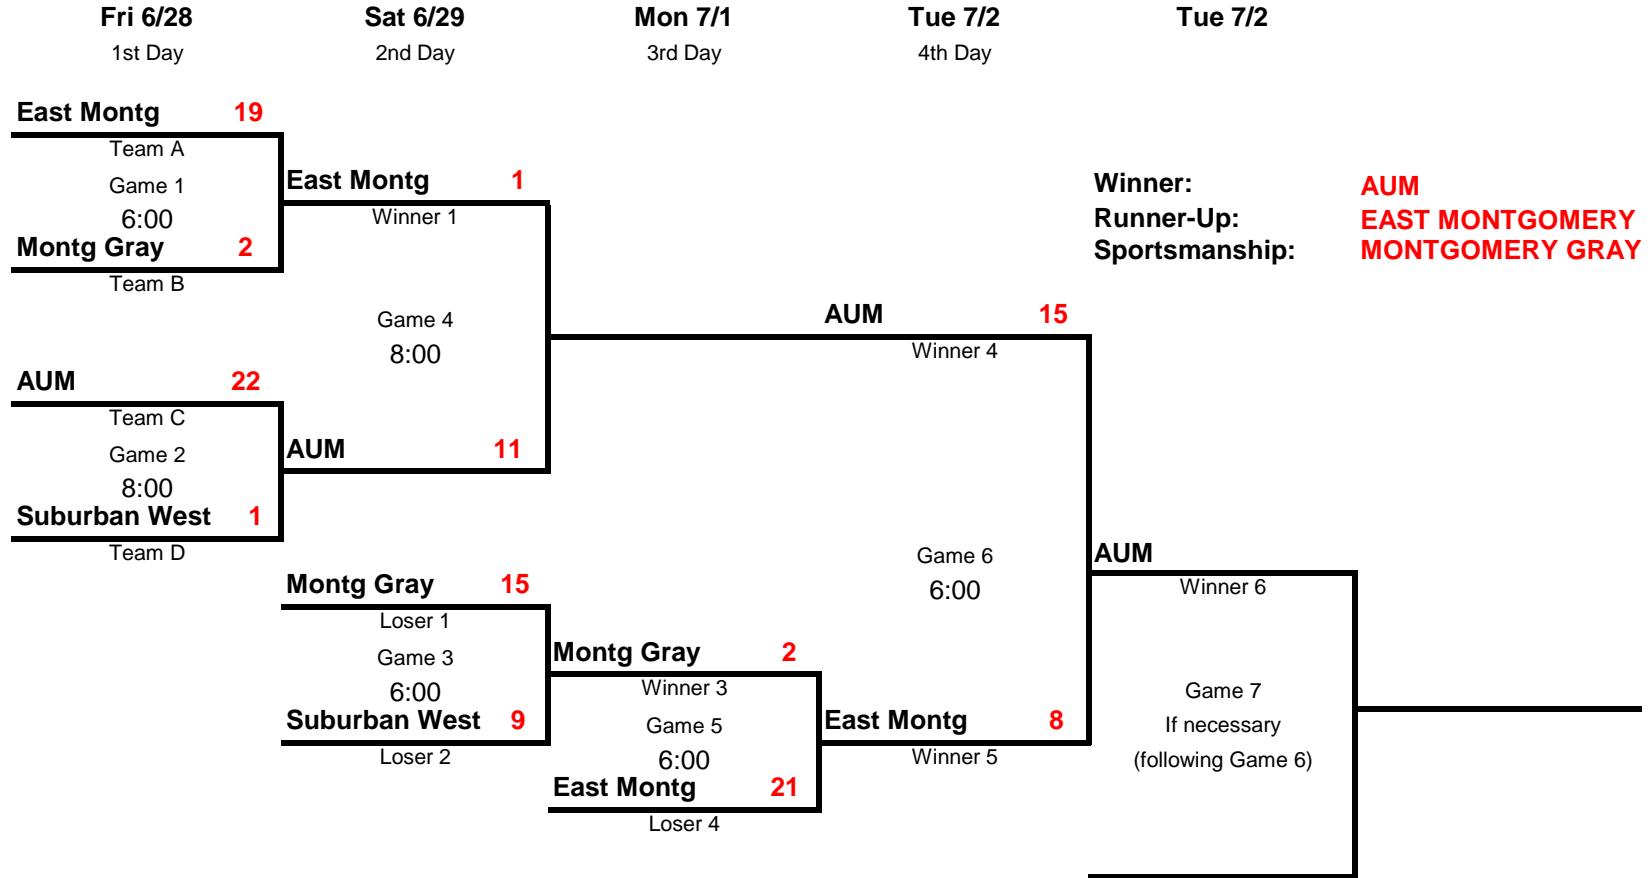 Fri 6/28 Sat 6/29 Mon 7/1 Tue 7/2 Tue 7/2
1st Day 2nd Day 3rd Day 4th Day
East Montg 19
Team A
Game 1
6:00
Montg Gray 2
Team B
East Montg 1
Winner 1
Winner: AUM
Runner-Up: EAST MONTGOMERY
Sportsmanship: MONTGOMERY GRAY
Game 4
8:00
AUM 15
Winner 4
AUM 22
Team C
Game 2
8:00
Suburban West 1
Team D
AUM 11
Game 6
6:00
AUM
Winner 6
Montg Gray 15
Loser 1
Game 3
6:00
Suburban West 9
Loser 2
Montg Gray 2
Winner 3
Game 5
6:00
East Montg 21
Loser 4
East Montg 8
Winner 5
Game 7
If necessary
(following Game 6)